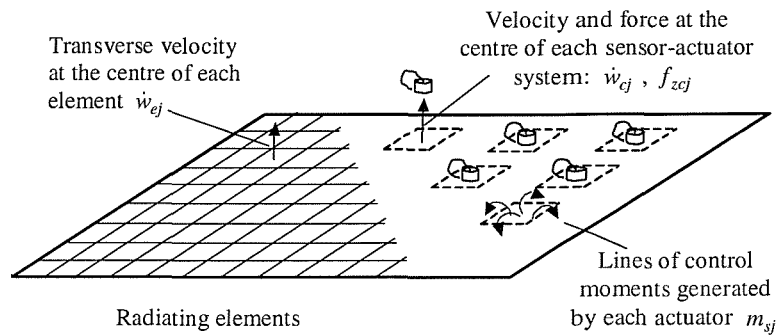 Transverse velocity
at the centre of each
element ẇ_ej
Velocity and force at the
centre of each sensor-actuator
system: ẇ_cj , f_zcj
Lines of control
moments generated
by each actuator m_sj
Radiating elements